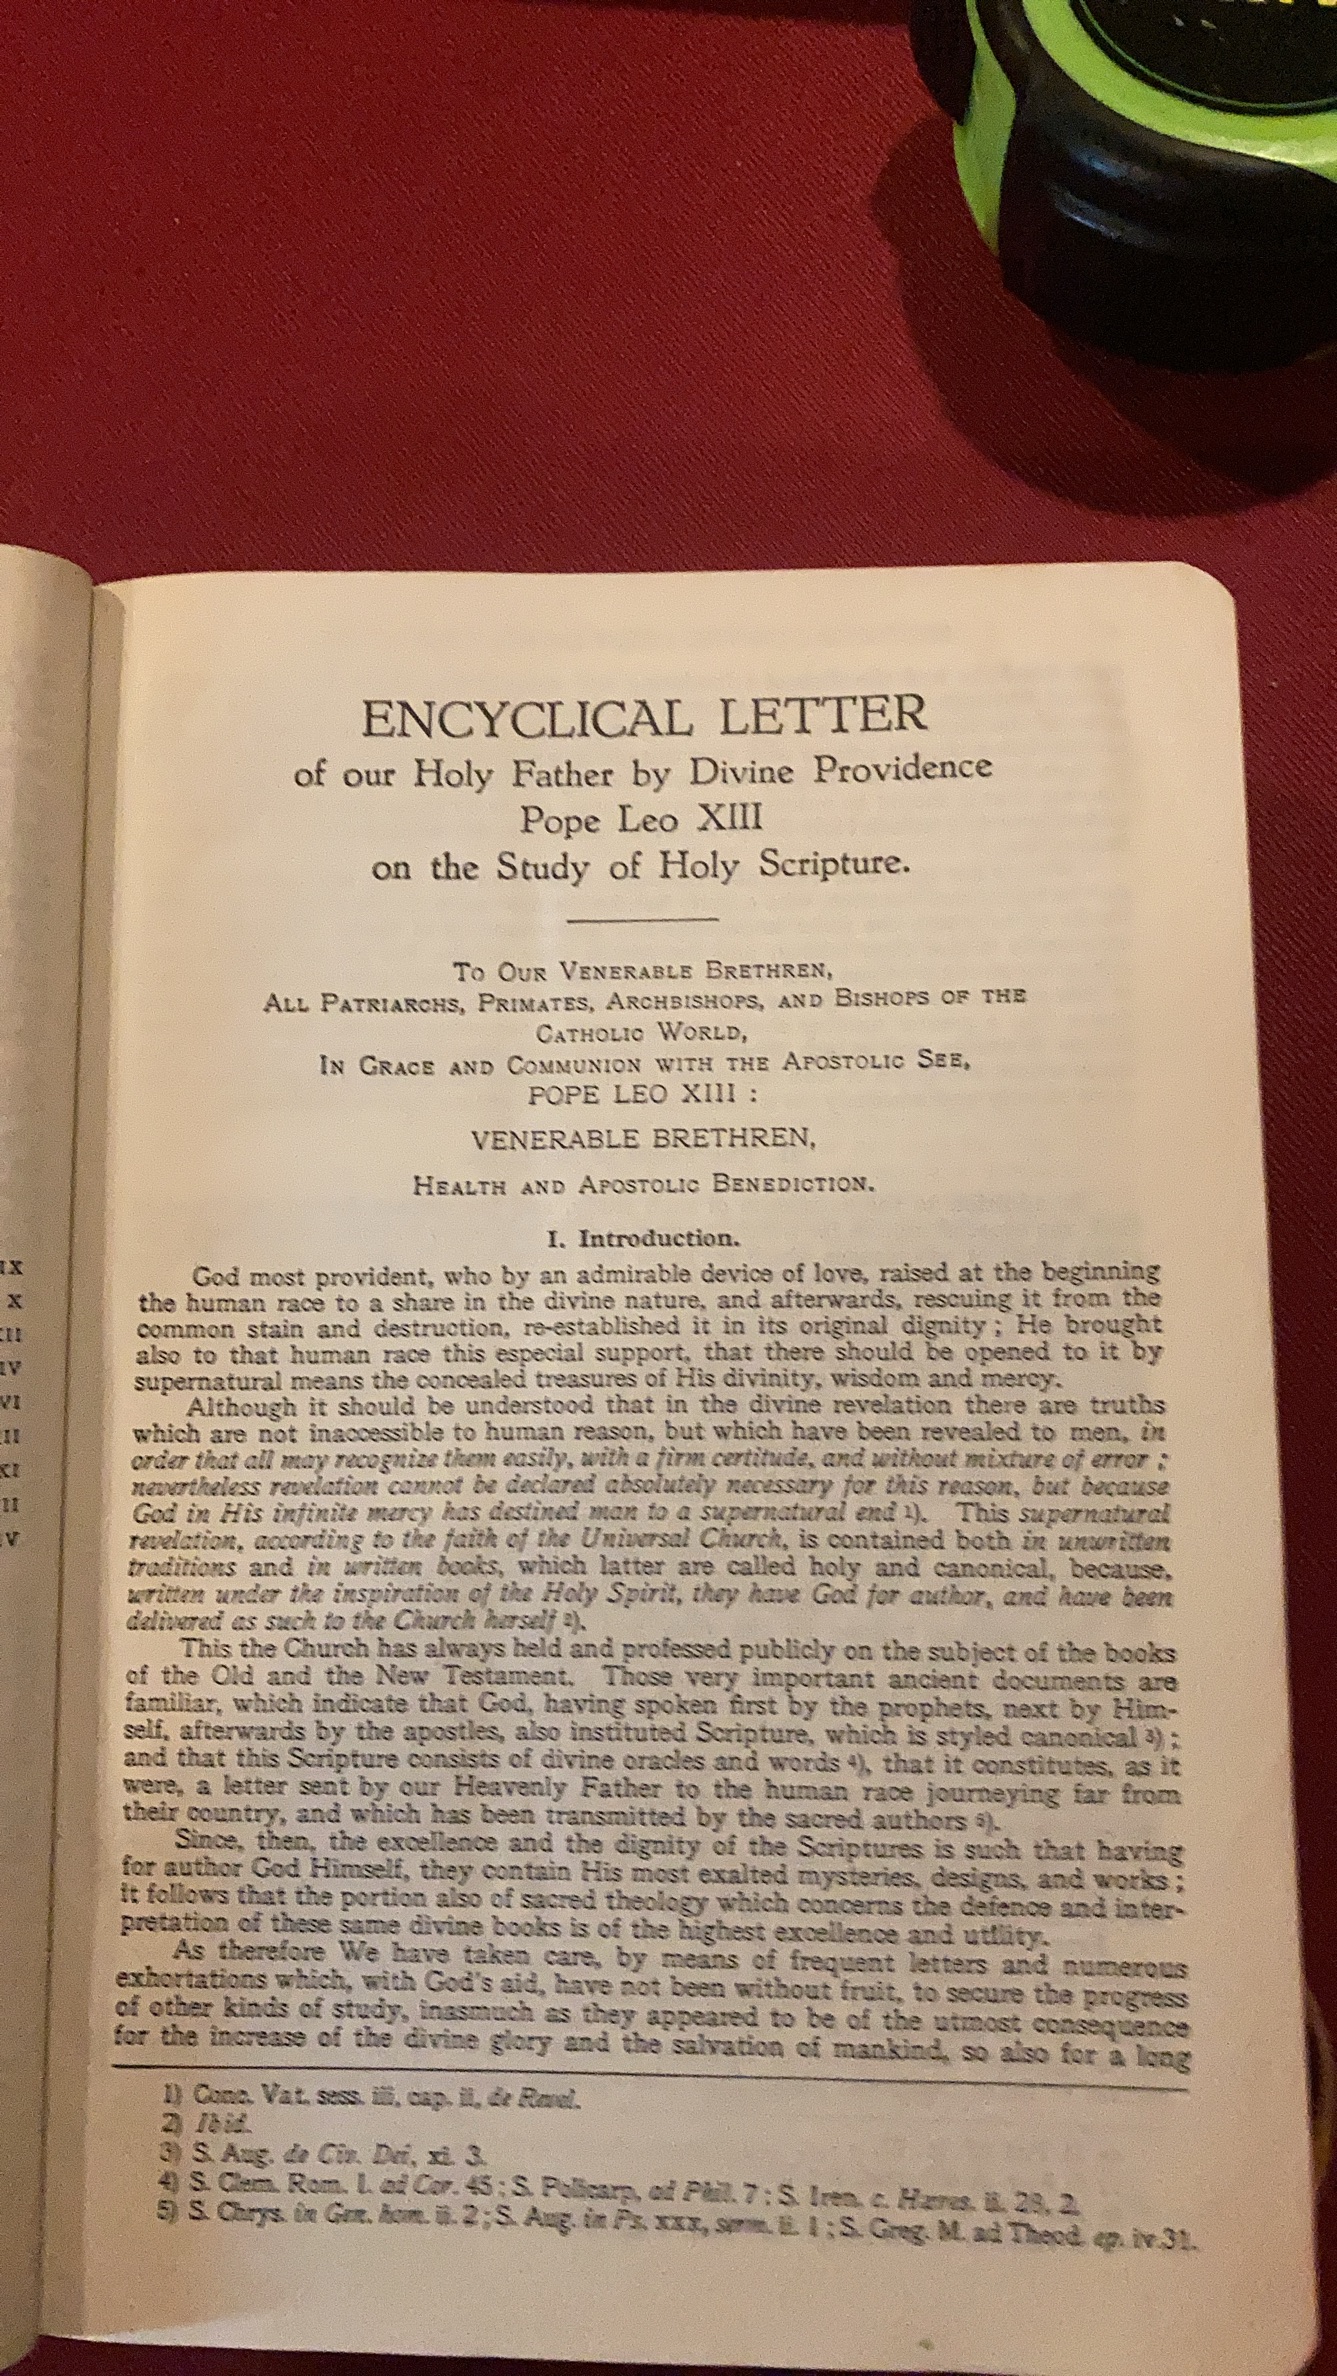 ENCYCLICAL LETTER
of our Holy Father by Divine Providence
Pope Leo XIII
on the Study of Holy Scripture.
To Our Venerable Brethren,
All Patriarchs, Primates, Archbishops, and Bishops of the
Catholic World,
In Grace and Communion with the Apostolic See,
POPE LEO XIII :
VENERABLE BRETHREN,
Health and Apostolic Benediction.
I. Introduction.
God most provident, who by an admirable device of love, raised at the beginning
the human race to a share in the divine nature, and afterwards, rescuing it from the
common stain and destruction, re-established it in its original dignity ; He brought
also to that human race this especial support, that there should be opened to it by
supernatural means the concealed treasures of His divinity, wisdom and mercy.
Although it should be understood that in the divine revelation there are truths
which are not inaccessible to human reason, but which have been revealed to men, in
order that all may recognize them easily, with a firm certitude, and without mixture of error ;
nevertheless revelation cannot be declared absolutely necessary for this reason, but because
God in His infinite mercy has destined man to a supernatural end 1). This supernatural
revelation, according to the faith of the Universal Church, is contained both in unwritten
traditions and in written books, which latter are called holy and canonical, because,
written under the inspiration of the Holy Spirit, they have God for author, and have been
delivered as such to the Church herself 2).
This the Church has always held and professed publicly on the subject of the books
of the Old and the New Testament. Those very important ancient documents are
familiar, which indicate that God, having spoken first by the prophets, next by Him-
self, afterwards by the apostles, also instituted Scripture, which is styled canonical 3) ;
and that this Scripture consists of divine oracles and words 4), that it constitutes, as it
were, a letter sent by our Heavenly Father to the human race journeying far from
their country, and which has been transmitted by the sacred authors 5).
Since, then, the excellence and the dignity of the Scriptures is such that having
for author God Himself, they contain His most exalted mysteries, designs, and works ;
it follows that the portion also of sacred theology which concerns the defence and inter-
pretation of these same divine books is of the highest excellence and utility.
As therefore We have taken care, by means of frequent letters and numerous
exhortations which, with God's aid, have not been without fruit, to secure the progress
of other kinds of study, inasmuch as they appeared to be of the utmost consequence
for the increase of the divine glory and the salvation of mankind, so also for a long
1) Conc. Vat. sess. iii, cap. ii, de Revel.
2) Ibid.
3) S. Aug. de Civ. Dei, xi. 3.
4) S. Clem. Rom. I. ad Cor. 45 ; S. Policarp, ad Phil. 7 ; S. Iren. c. Hæres. ii. 28, 2.
5) S. Chrys. in Gen. hom. ii. 2 ; S. Aug. in Ps. xxx, serm. ii. 1 ; S. Greg. M. ad Theod. ep. iv.31.
IX
X
XI
II